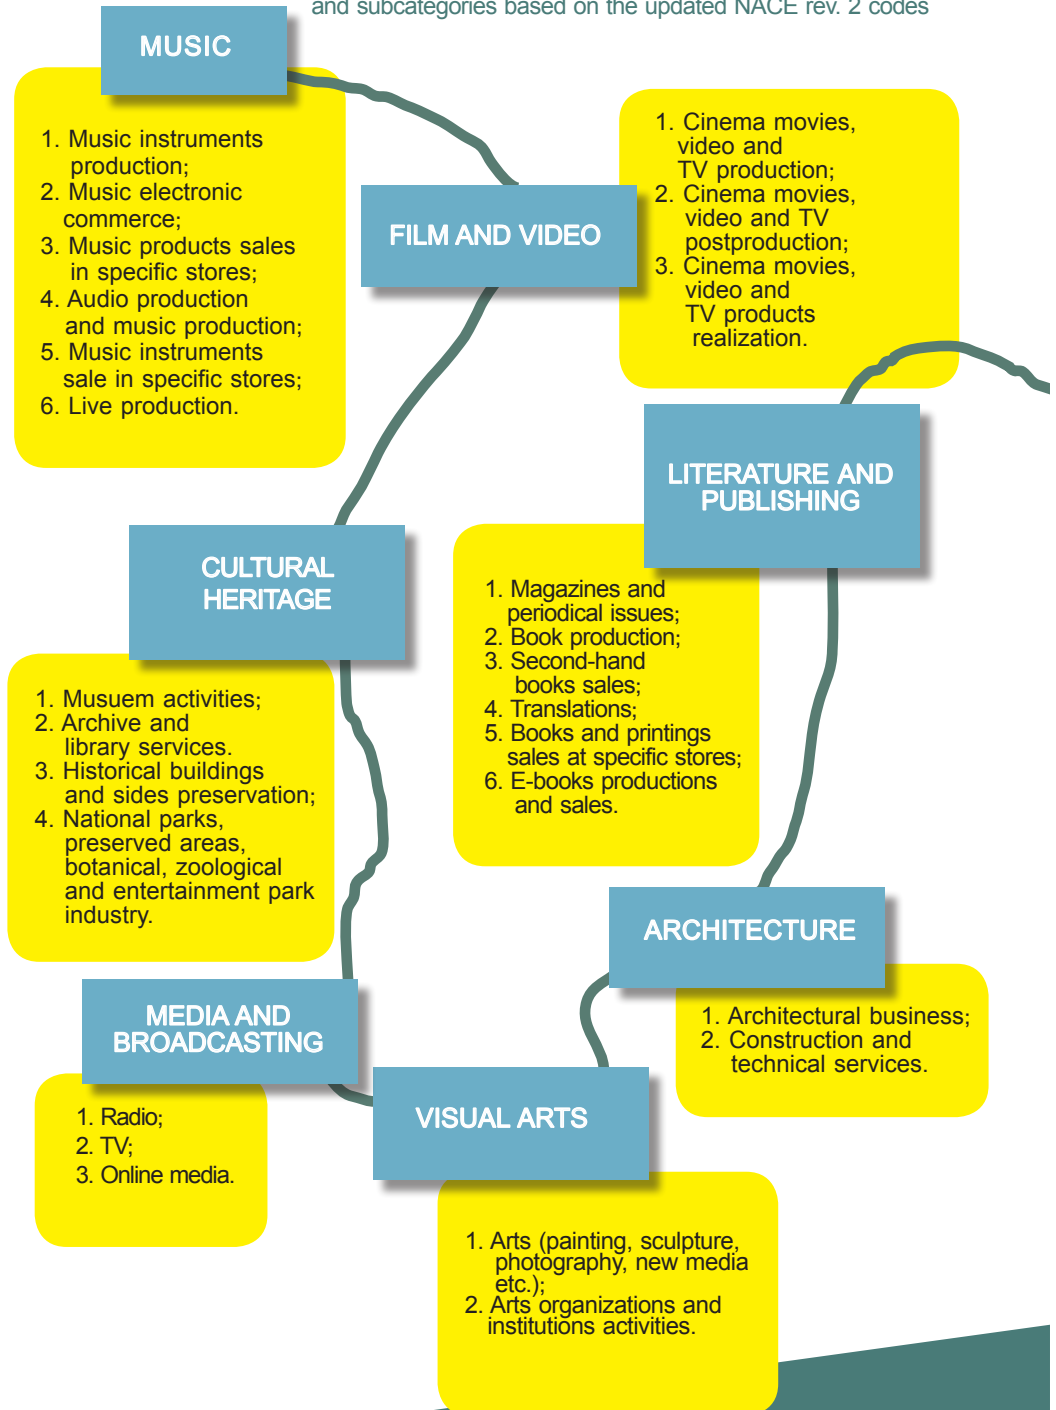 and subcategories based on the updated NACE rev. 2 codes
MUSIC
1. Music instruments
production;
2. Music electronic
commerce;
3. Music products sales
in specific stores;
4. Audio production
and music production;
5. Music instruments
sale in specific stores;
6. Live production.
FILM AND VIDEO
1. Cinema movies,
video and
TV production;
2. Cinema movies,
video and TV
postproduction;
3. Cinema movies,
video and
TV products
realization.
LITERATURE AND
PUBLISHING
1. Magazines and
periodical issues;
2. Book production;
3. Second-hand
books sales;
4. Translations;
5. Books and printings
sales at specific stores;
6. E-books productions
and sales.
CULTURAL
HERITAGE
1. Musuem activities;
2. Archive and
library services.
3. Historical buildings
and sides preservation;
4. National parks,
preserved areas,
botanical, zoological
and entertainment park
industry.
ARCHITECTURE
1. Architectural business;
2. Construction and
technical services.
MEDIA AND
BROADCASTING
1. Radio;
2. TV;
3. Online media.
VISUAL ARTS
1. Arts (painting, sculpture,
photography, new media
etc.);
2. Arts organizations and
institutions activities.